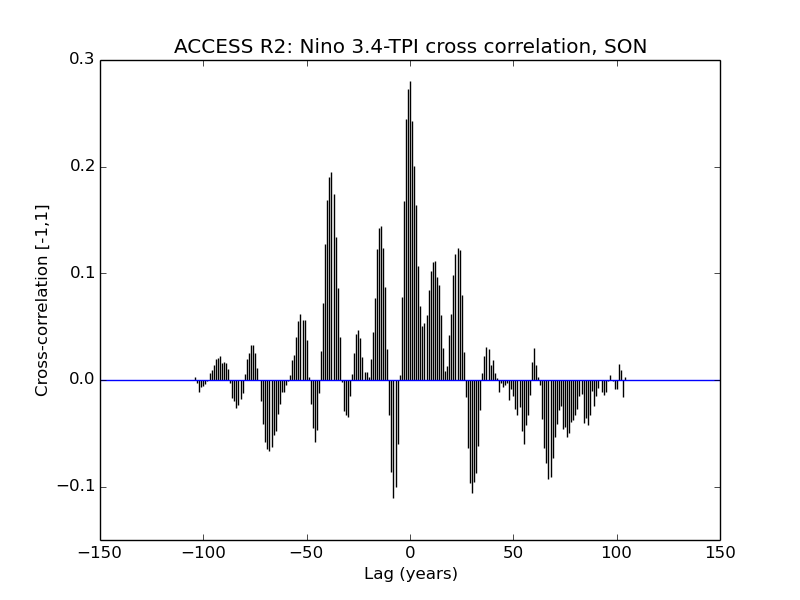 ACCESS R2: Nino 3.4-TPI cross correlation, SON
0.3
0.2
0.1
0.0
−0.1
Cross-correlation [-1,1]
−150 −100 −50 0 50 100 150
Lag (years)